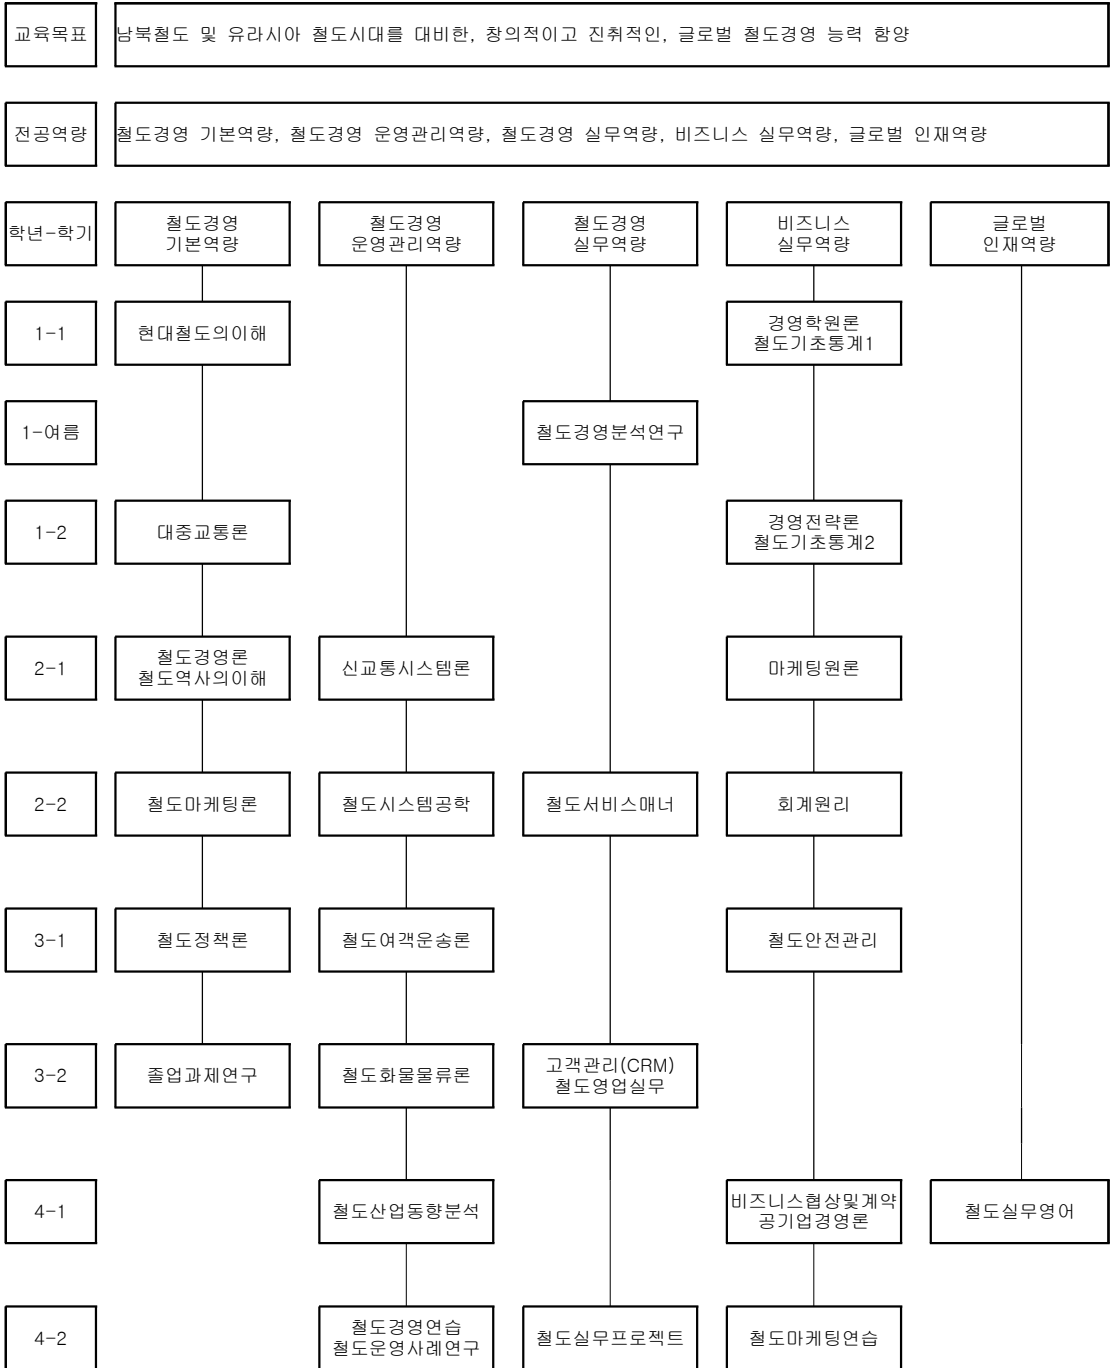 교육목표
남북철도 및 유라시아 철도시대를 대비한, 창의적이고 진취적인, 글로벌 철도경영 능력 함양
전공역량
철도경영 기본역량, 철도경영 운영관리역량, 철도경영 실무역량, 비즈니스 실무역량, 글로벌 인재역량
학년-학기
철도경영
기본역량
철도경영
운영관리역량
철도경영
실무역량
비즈니스
실무역량
글로벌
인재역량
1-1
현대철도의이해
경영학원론
철도기초통계1
1-여름
철도경영분석연구
1-2
대중교통론
경영전략론
철도기초통계2
2-1
철도경영론
철도역사의이해
신교통시스템론
마케팅원론
2-2
철도마케팅론
철도시스템공학
철도서비스매너
회계원리
3-1
철도정책론
철도여객운송론
철도안전관리
3-2
졸업과제연구
철도화물물류론
고객관리(CRM)
철도영업실무
4-1
철도산업동향분석
비즈니스협상및계약
공기업경영론
철도실무영어
4-2
철도경영연습
철도운영사례연구
철도실무프로젝트
철도마케팅연습